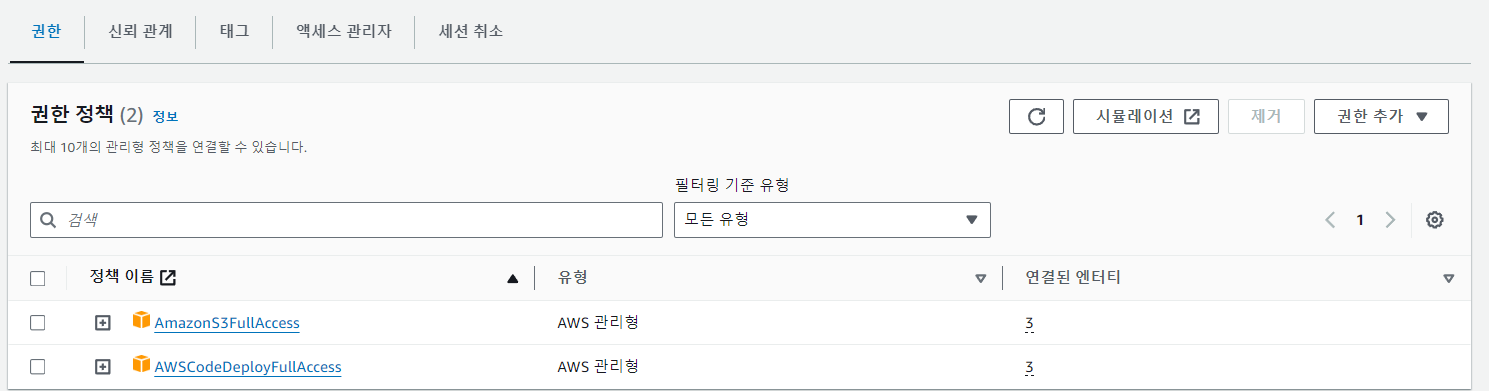 권한 신뢰 관계 태그 액세스 관리자 세션 취소
권한 정책 (2) 정보
시뮬레이션 제거 권한 추가
최대 10개의 관리형 정책을 연결할 수 있습니다.
필터링 기준 유형
검색 모든 유형 1
정책 이름 유형 연결된 엔터티
AmazonS3FullAccess AWS 관리형 3
AWSCodeDeployFullAccess AWS 관리형 3